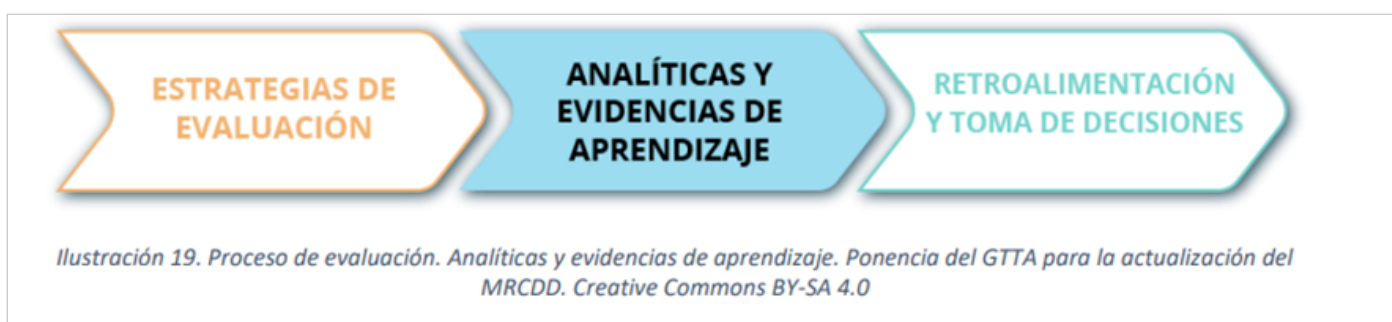 ESTRATEGIAS DE
EVALUACIÓN
ANALÍTICAS Y
EVIDENCIAS DE
APRENDIZAJE
RETROALIMENTACIÓN
Y TOMA DE DECISIONES
Ilustración 19. Proceso de evaluación. Analíticas y evidencias de aprendizaje. Ponencia del GTTA para la actualización del
MRCDD. Creative Commons BY-SA 4.0